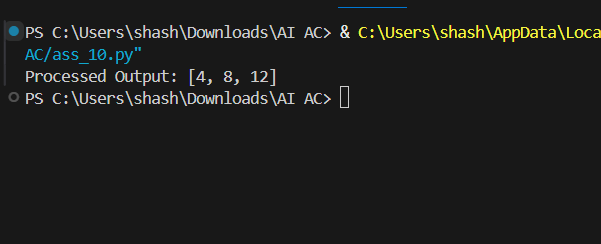 PS C:\Users\shash\Downloads\AI AC> & C:\Users\shash\AppData\Loca
AC/ass_10.py"
Processed Output: [4, 8, 12]
PS C:\Users\shash\Downloads\AI AC>